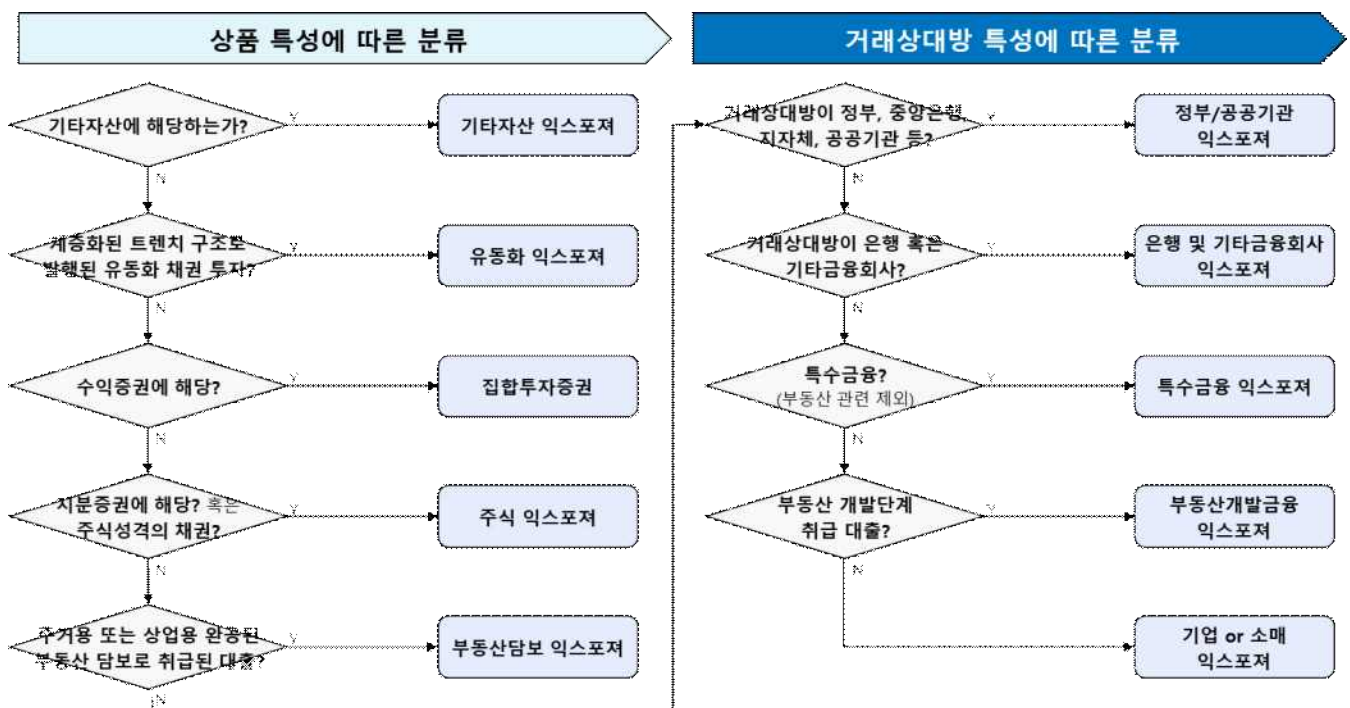 상품 특성에 따른 분류
기타자산에 해당하는가?
Y
기타자산 익스포져
N
계층화된 트렌치 구조로
발행된 유동화 채권 투자?
Y
유동화 익스포져
N
수익증권에 해당?
Y
집합투자증권
N
지분증권에 해당? 혹은
주식성격의 채권?
Y
주식 익스포져
N
주거용 또는 상업용 완공된
부동산 담보로 취급된 대출?
Y
부동산담보 익스포져
N
거래상대방 특성에 따른 분류
거래상대방이 정부, 중앙은행,
지자체, 공공기관 등?
Y
정부/공공기관
익스포져
N
거래상대방이 은행 혹은
기타금융회사?
Y
은행 및 기타금융회사
익스포져
N
특수금융?
(부동산 관련 제외)
Y
특수금융 익스포져
N
부동산 개발단계
취급 대출?
Y
부동산개발금융
익스포져
N
기업 or 소매
익스포져